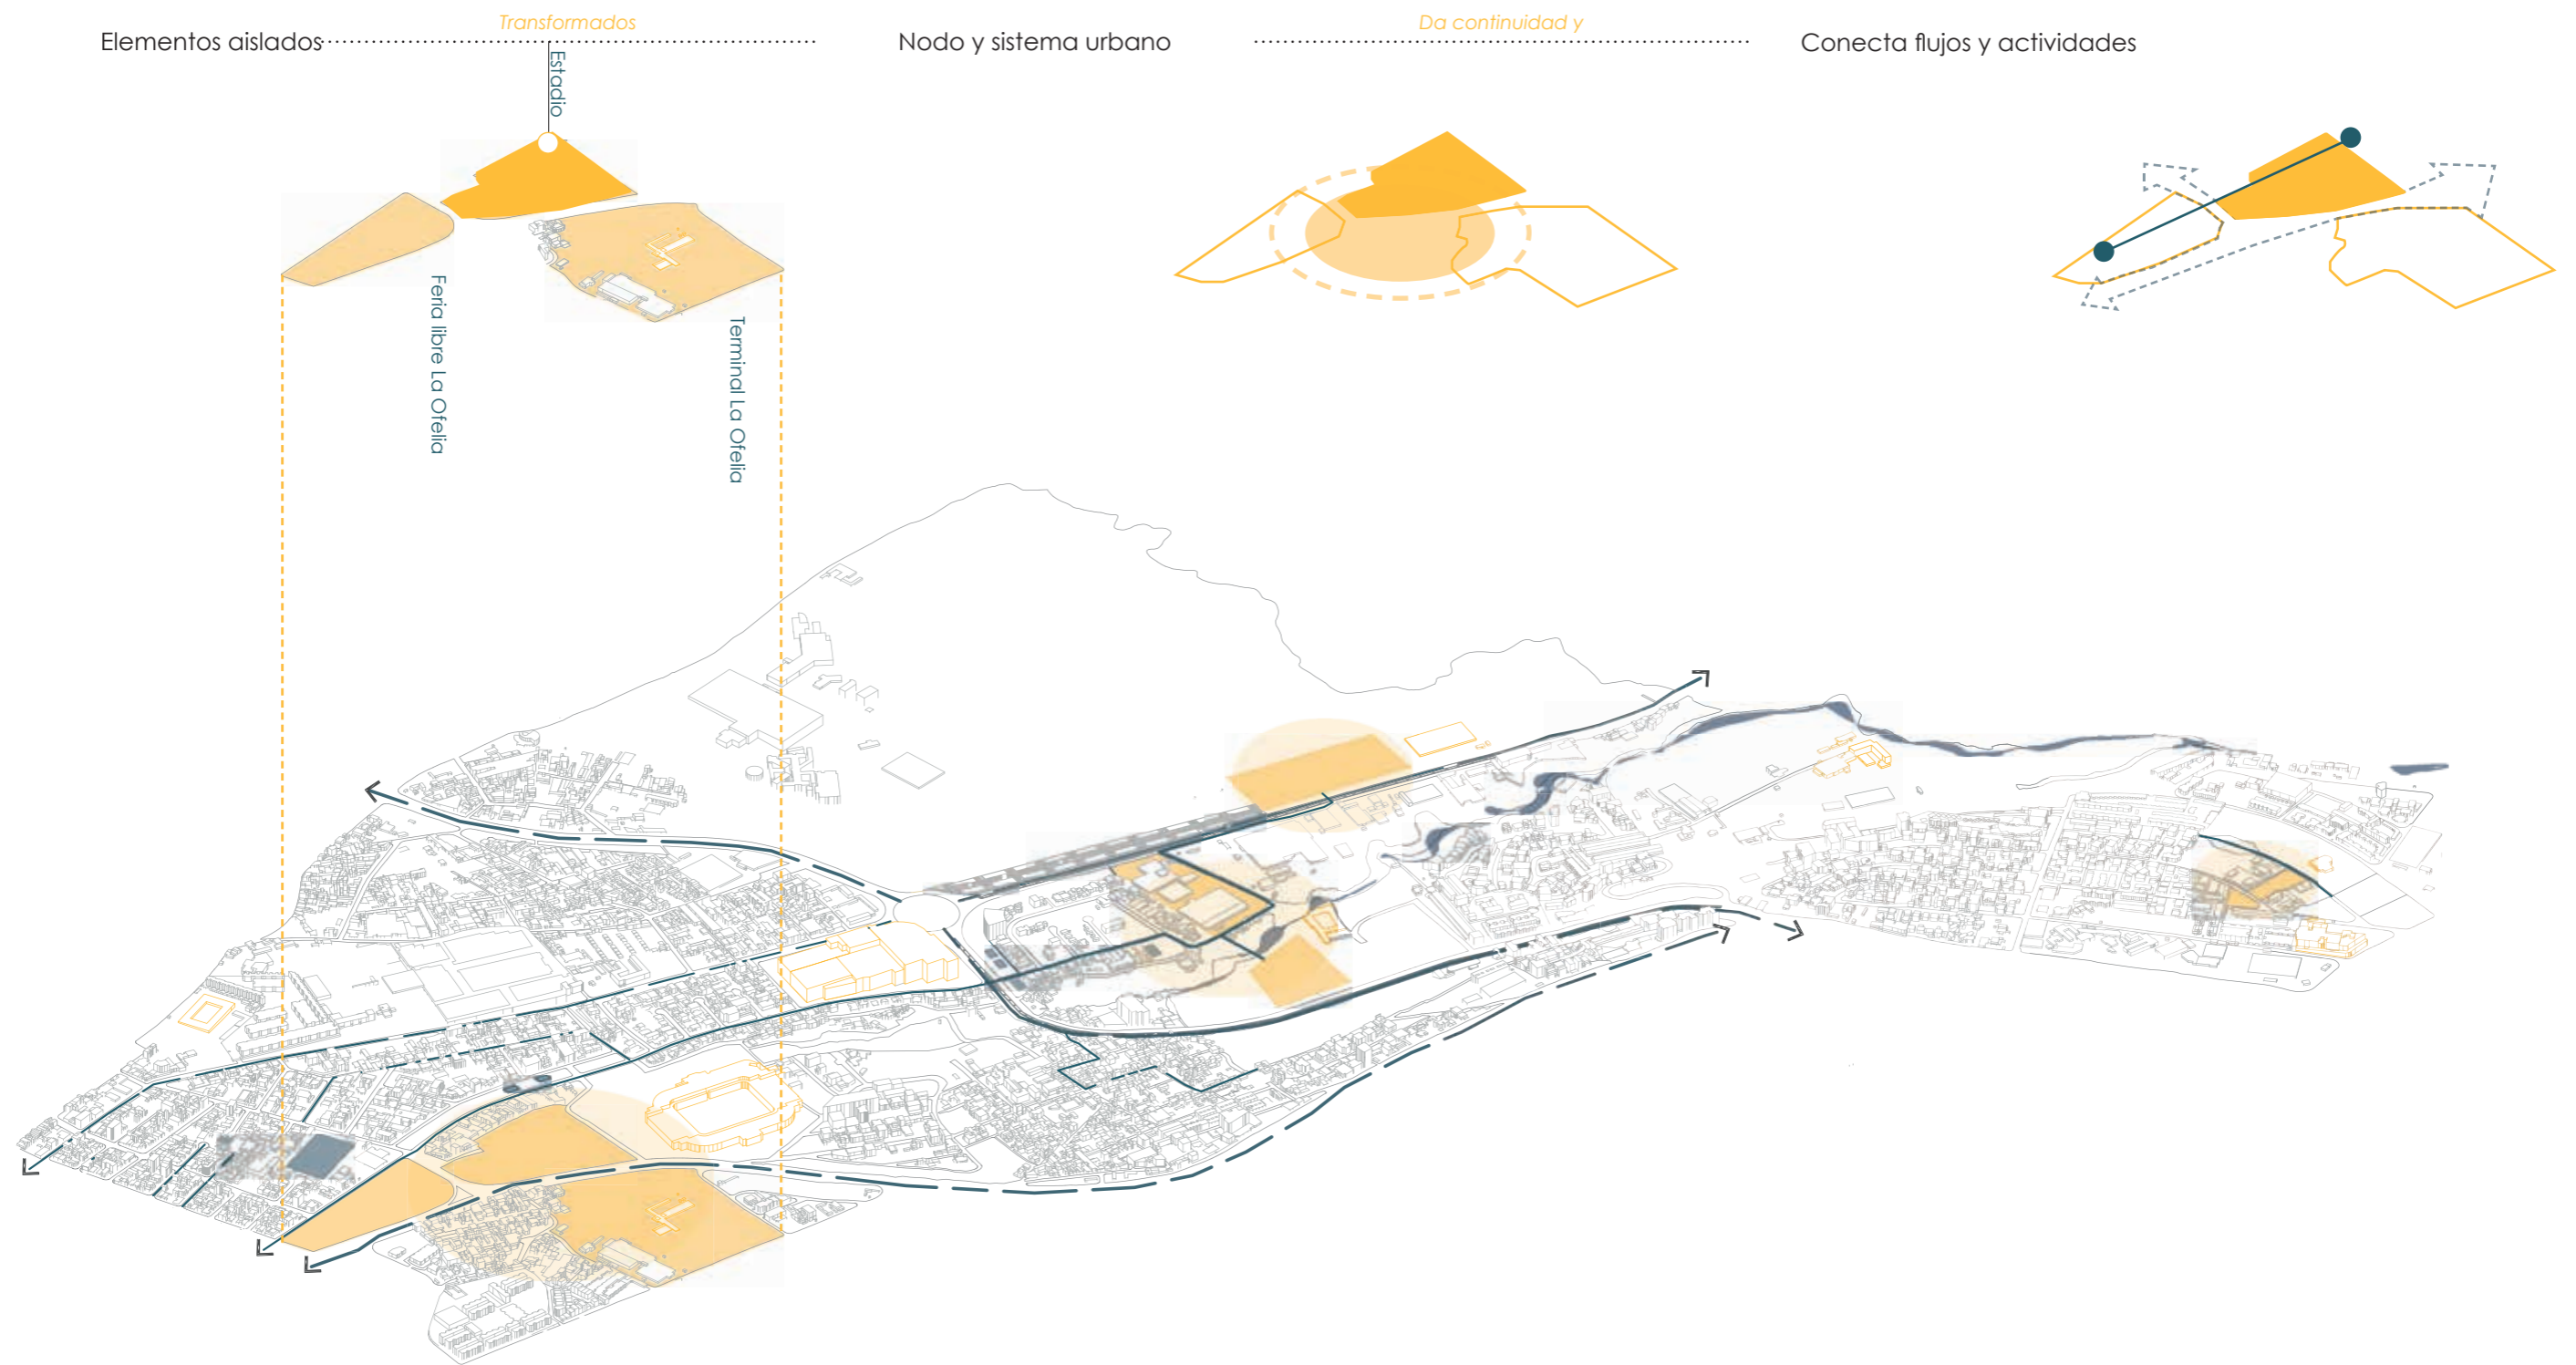 Elementos aislados
Transformados
Nodo y sistema urbano
Da continuidad y
Conecta flujos y actividades
Estadio
Feria libre La Ofelia
Terminal La Ofelia